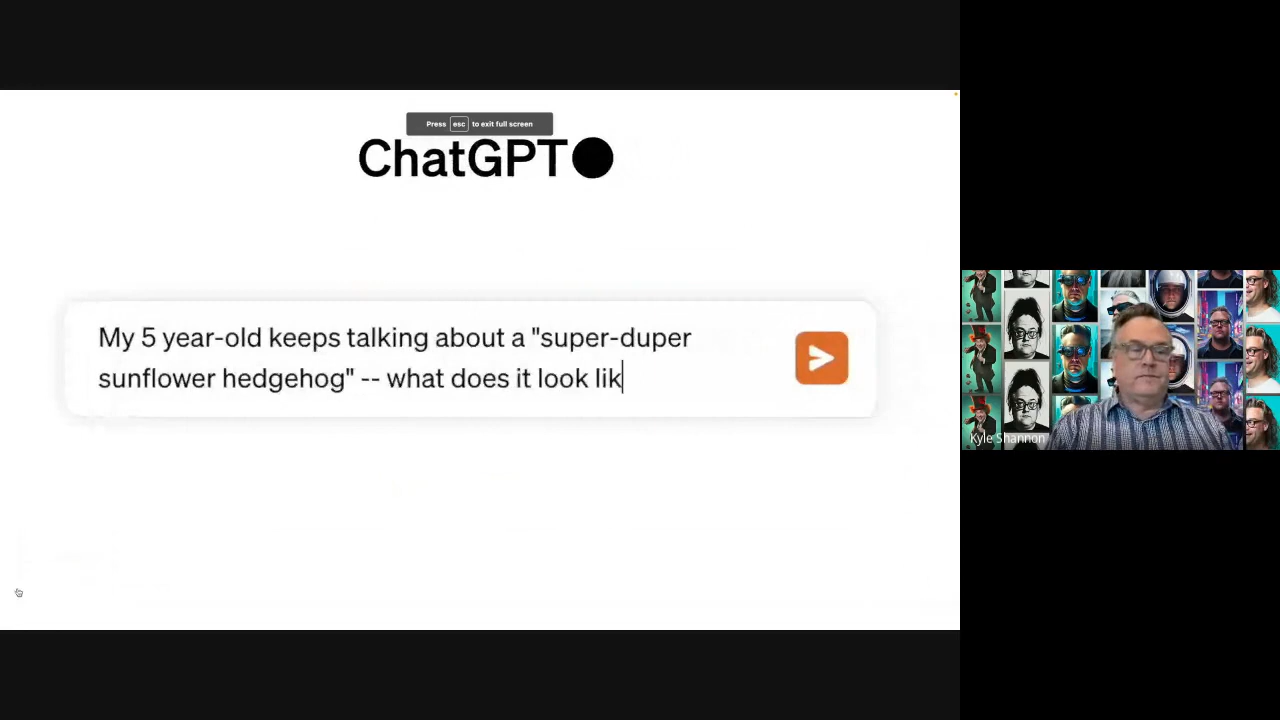 Press esc to exit full screen
ChatGPT
My 5 year-old keeps talking about a "super-duper
sunflower hedgehog" -- what does it look lik
Kyle Shannon